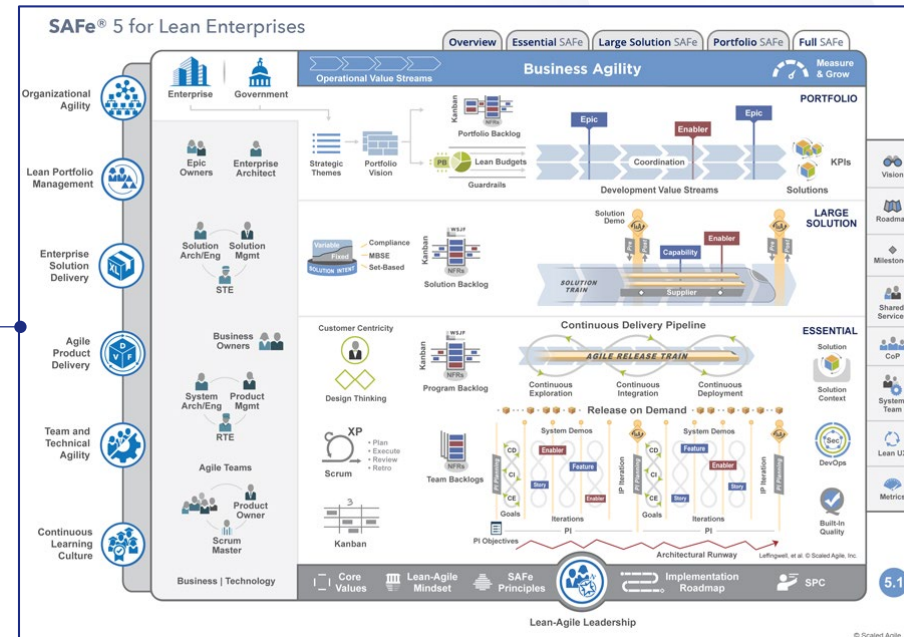 SAFe® 5 for Lean Enterprises
Overview
Essential SAFe
Large Solution SAFe
Portfolio SAFe
Full SAFe
Organizational
Agility
Lean Portfolio
Management
Enterprise
Solution
Delivery
Agile
Product
Delivery
Team and
Technical
Agility
Continuous
Learning
Culture
Enterprise
Government
Operational Value Streams
Business Agility
Measure
& Grow
PORTFOLIO
Epic
Owners
Enterprise
Architect
Strategic
Themes
Portfolio
Vision
Kanban
NFRs
Portfolio Backlog
PB
Lean Budgets
Guardrails
Epic
Enabler
Epic
Coordination
Development Value Streams
KPIs
Solutions
LARGE
SOLUTION
Solution
Arch/Eng
Solution
Mgmt
STE
Variable
Fixed
SOLUTION INTENT
Compliance
MBSE
Set-Based
Kanban
WSJF
NFRs
Solution Backlog
Solution
Demo
I&A
Pre
Post
Capability
Enabler
I&A
Pre
Post
SOLUTION
TRAIN
Supplier
ESSENTIAL
Business
Owners
System
Arch/Eng
Product
Mgmt
RTE
Agile Teams
Product
Owner
Scrum
Master
Business | Technology
Customer Centricity
Design Thinking
XP
• Plan
• Execute
• Review
• Retro
Scrum
3
Kanban
Kanban
WSJF
NFRs
Program Backlog
NFRs
Team Backlogs
Continuous Delivery Pipeline
AGILE RELEASE TRAIN
Continuous
Exploration
Continuous
Integration
Continuous
Deployment
Release on Demand
System Demos
System Demos
PI Planning
CD
CI
CE
Goals
Enabler
Feature
Story
Enabler
Iterations
IP Iteration
I&A
PI Planning
CD
CI
CE
Goals
Feature
Enabler
Story
Story
Iterations
IP Iteration
I&A
PI Planning
PI
PI
PI Objectives
Architectural Runway
Leffingwell, et al. © Scaled Agile, Inc.
Solution
Solution
Context
Sec
DevOps
Built-In
Quality
Core
Values
Lean-Agile
Mindset
SAFe
Principles
Implementation
Roadmap
SPC
Lean-Agile Leadership
Vision
CoP
System
Team
Metrics
Shared
5.1
© Scaled Agile